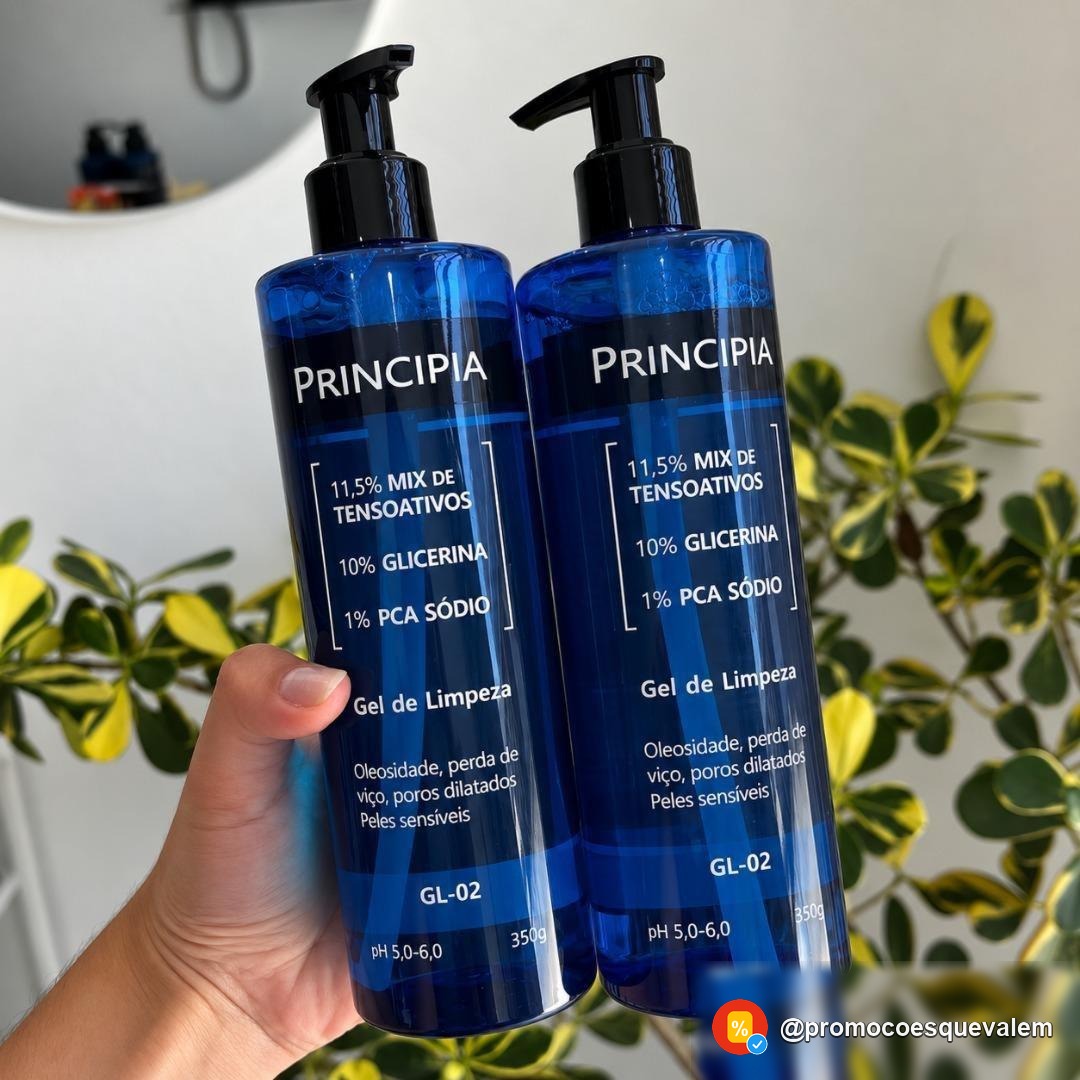 PRINCIPIA
11,5% MIX DE
TENSOATIVOS
10% GLICERINA
1% PCA SÓDIO
Gel de Limpeza
Oleosidade, perda de
viço, poros dilatados
Peles sensíveis
GL-02
pH 5,0-6,0
350g
PRINCIPIA
11,5% MIX DE
TENSOATIVOS
10% GLICERINA
1% PCA SÓDIO
Gel de Limpeza
Oleosidade, perda de
viço, poros dilatados
Peles sensíveis
GL-02
pH 5,0-6,0
350g
%
@promocoesquevalem